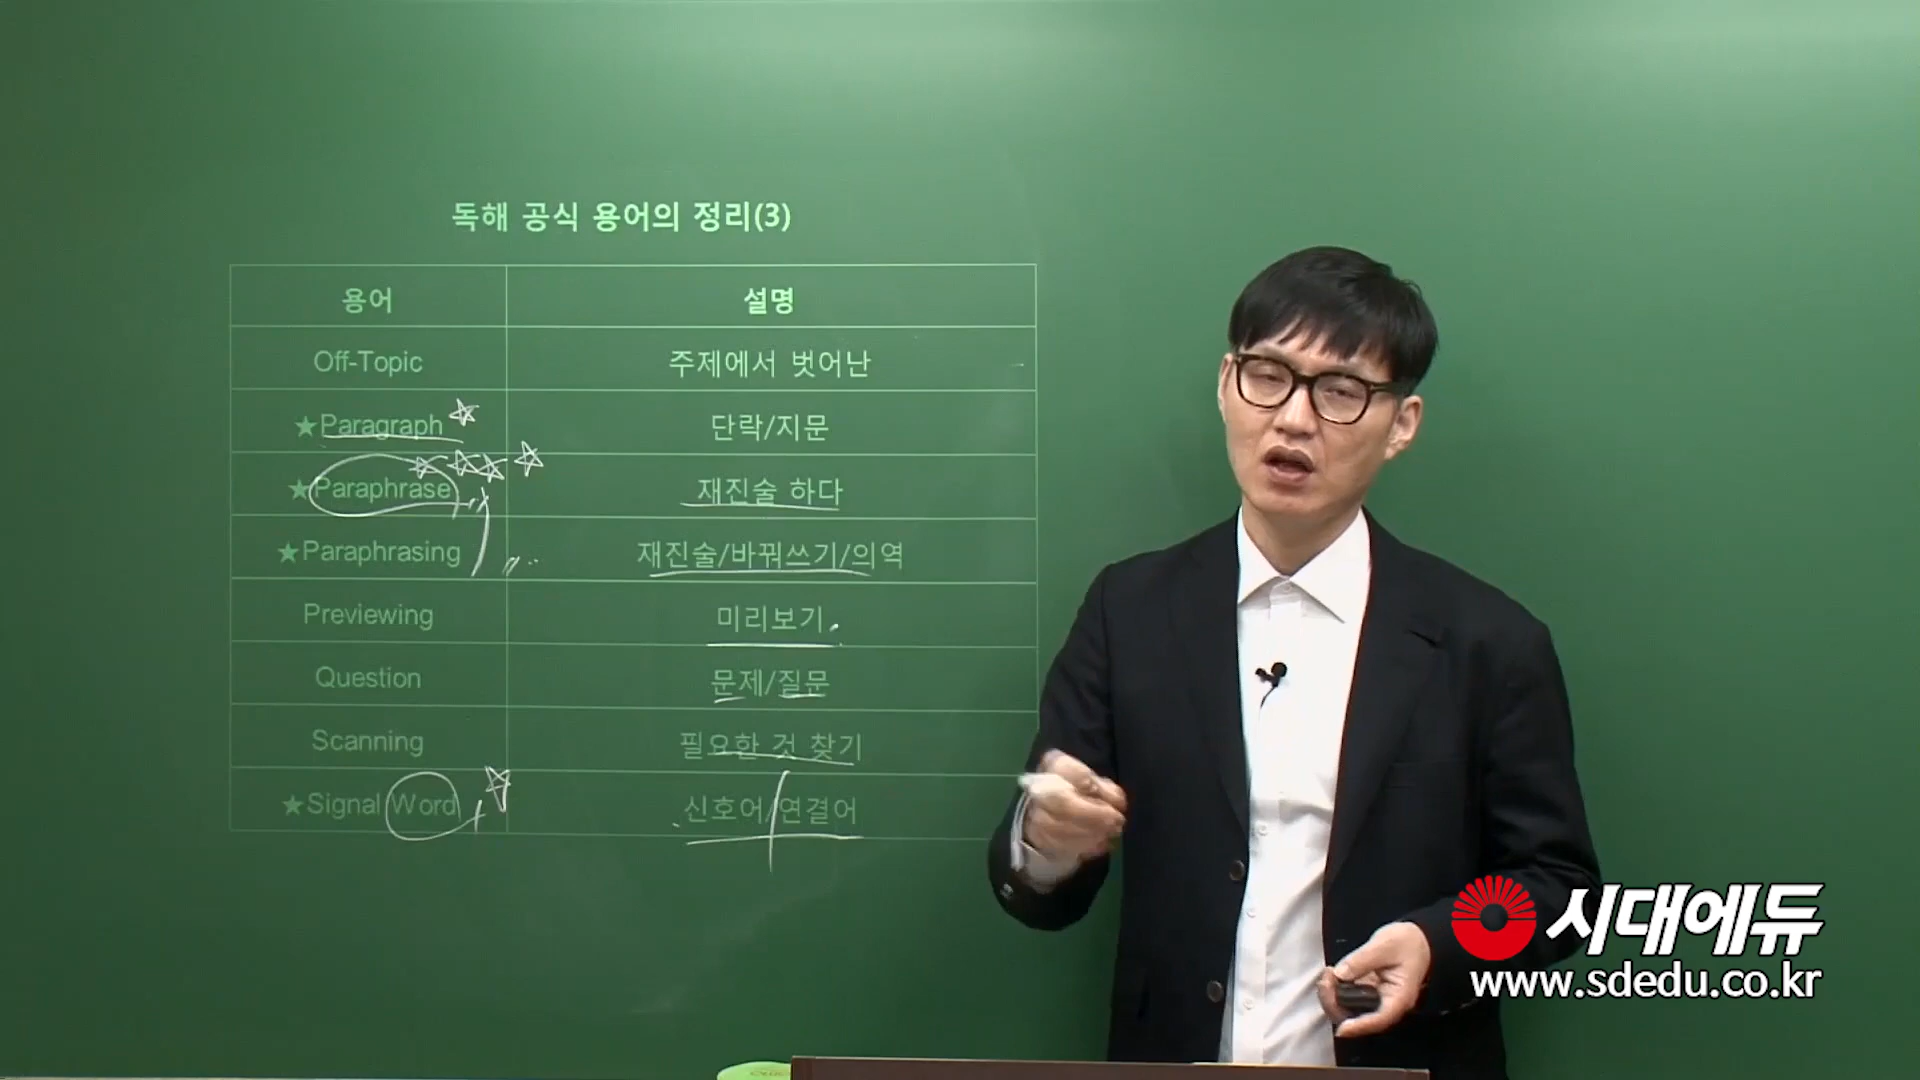 독해 공식 용어의 정리(3)
용어 설명
Off-Topic 주제에서 벗어난
★Paragraph 단락/지문
★Paraphrase 재진술 하다
★Paraphrasing 재진술/바꿔쓰기/의역
Previewing 미리보기
Question 문제/질문
Scanning 필요한 것 찾기
★Signal Word 신호어/연결어
시대에듀
www.sdedu.co.kr